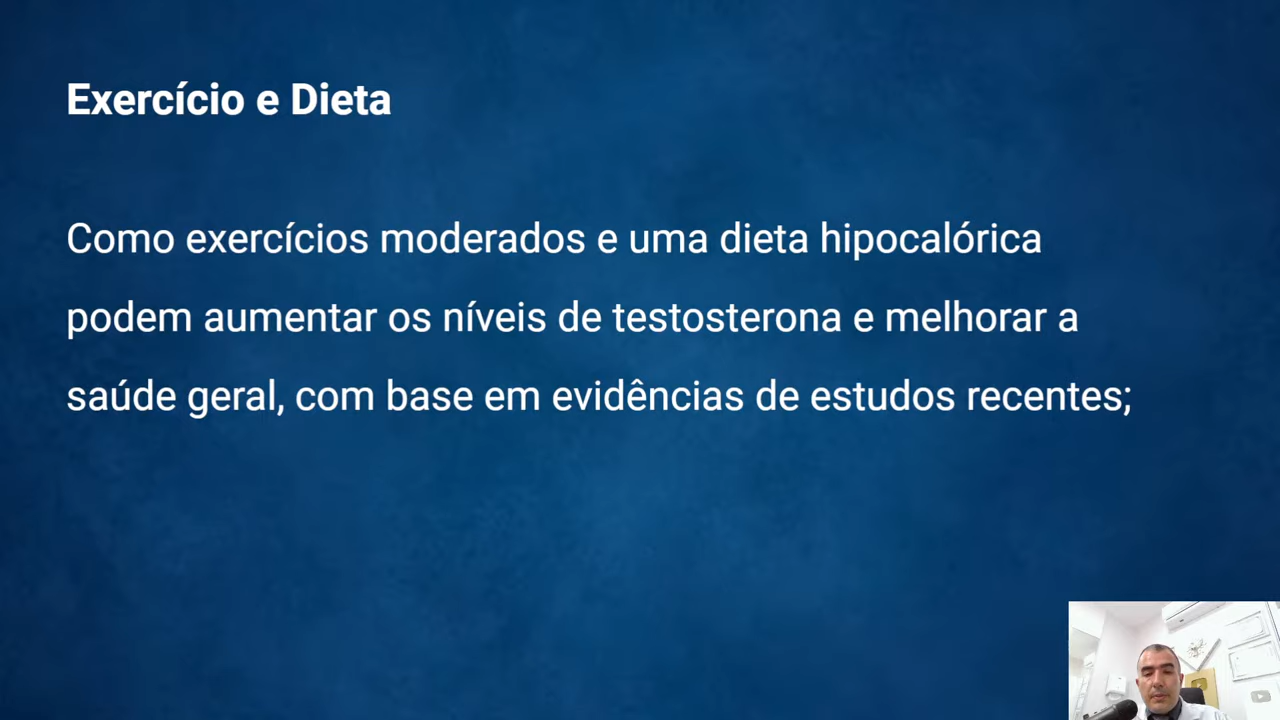 Exercício e Dieta
Como exercícios moderados e uma dieta hipocalórica
podem aumentar os níveis de testosterona e melhorar a
saúde geral, com base em evidências de estudos recentes;